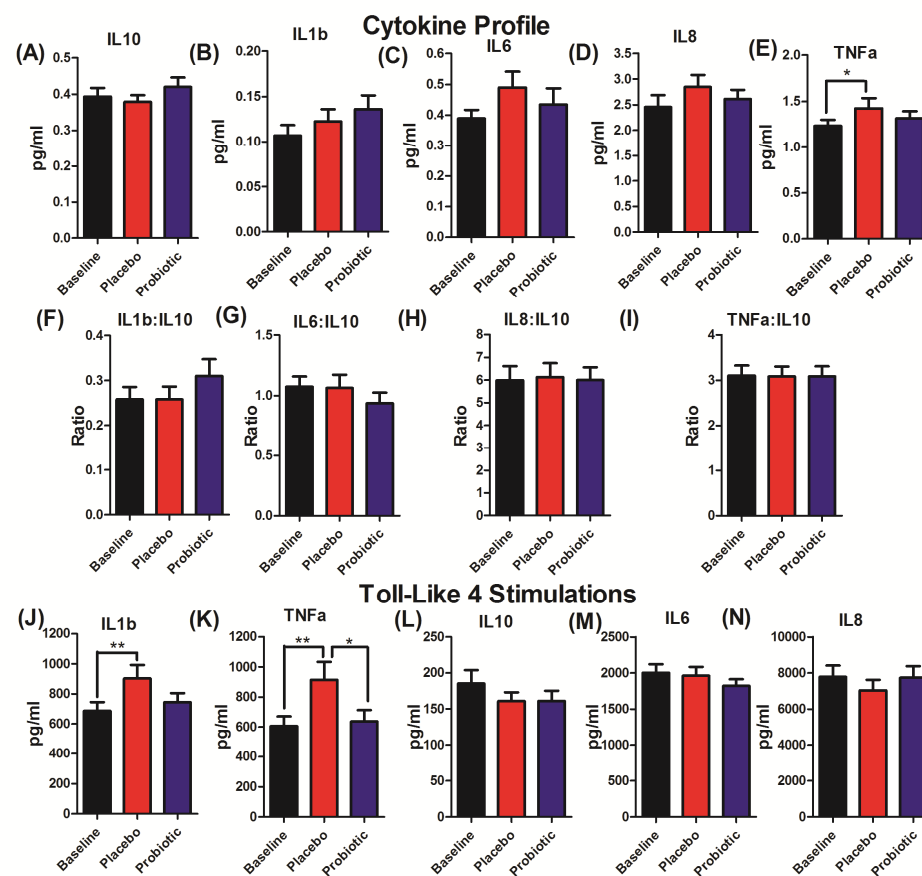 Cytokine Profile
(A)
IL10
pg/ml
0.5
0.4
0.3
0.2
0.1
0.0
Baseline
Placebo
Probiotic
(B)
IL1b
pg/ml
0.20
0.15
0.10
0.05
0.00
Baseline
Placebo
Probiotic
(C)
IL6
pg/ml
0.6
0.5
0.4
0.3
0.2
0.1
0.0
Baseline
Placebo
Probiotic
(D)
IL8
pg/ml
3.5
3.0
2.5
2.0
1.5
1.0
0.5
0.0
Baseline
Placebo
Probiotic
(E)
TNFa
pg/ml
2.0
1.5
1.0
0.5
0.0
*
Baseline
Placebo
Probiotic
(F)
IL1b:IL10
Ratio
0.4
0.3
0.2
0.1
0.0
Baseline
Placebo
Probiotic
(G)
IL6:IL10
1.5
1.0
0.5
0.0
Baseline
Placebo
Probiotic
(H)
IL8:IL10
Ratio
8
7
6
5
4
3
2
1
0
Baseline
Placebo
Probiotic
(I)
TNFa:IL10
Ratio
4
3
2
1
0
Baseline
Placebo
Probiotic
Toll-Like 4 Stimulations
(J)
IL1b
pg/ml
1200
1000
800
600
400
200
0
**
Baseline
Placebo
Probiotic
(K)
TNFa
pg/ml
1200
1000
800
600
400
200
0
**
*
Baseline
Placebo
Probiotic
(L)
IL10
pg/ml
250
200
150
100
50
0
Baseline
Placebo
Probiotic
(M)
IL6
pg/ml
2500
2000
1500
1000
500
0
Baseline
Placebo
Probiotic
(N)
IL8
pg/ml
10000
8000
6000
4000
2000
0
Baseline
Placebo
Probiotic